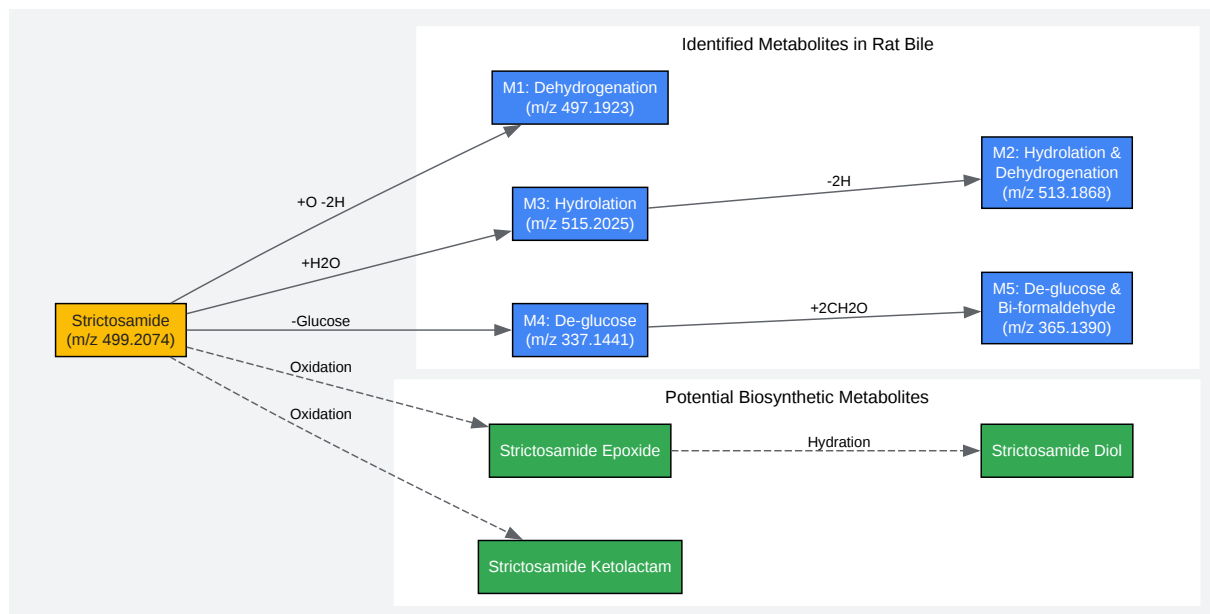 Identified Metabolites in Rat Bile
M1: Dehydrogenation
(m/z 497.1923)
M2: Hydrolation &
Dehydrogenation
(m/z 513.1868)
-2H
+O -2H
M3: Hydrolation
(m/z 515.2025)
+H2O
M5: De-glucose &
Bi-formaldehyde
(m/z 365.1390)
+2CH2O
Strictosamide
(m/z 499.2074)
-Glucose
M4: De-glucose
(m/z 337.1441)
Oxidation
Potential Biosynthetic Metabolites
Oxidation
Strictosamide Epoxide
Hydration
Strictosamide Diol
Strictosamide Ketolactam